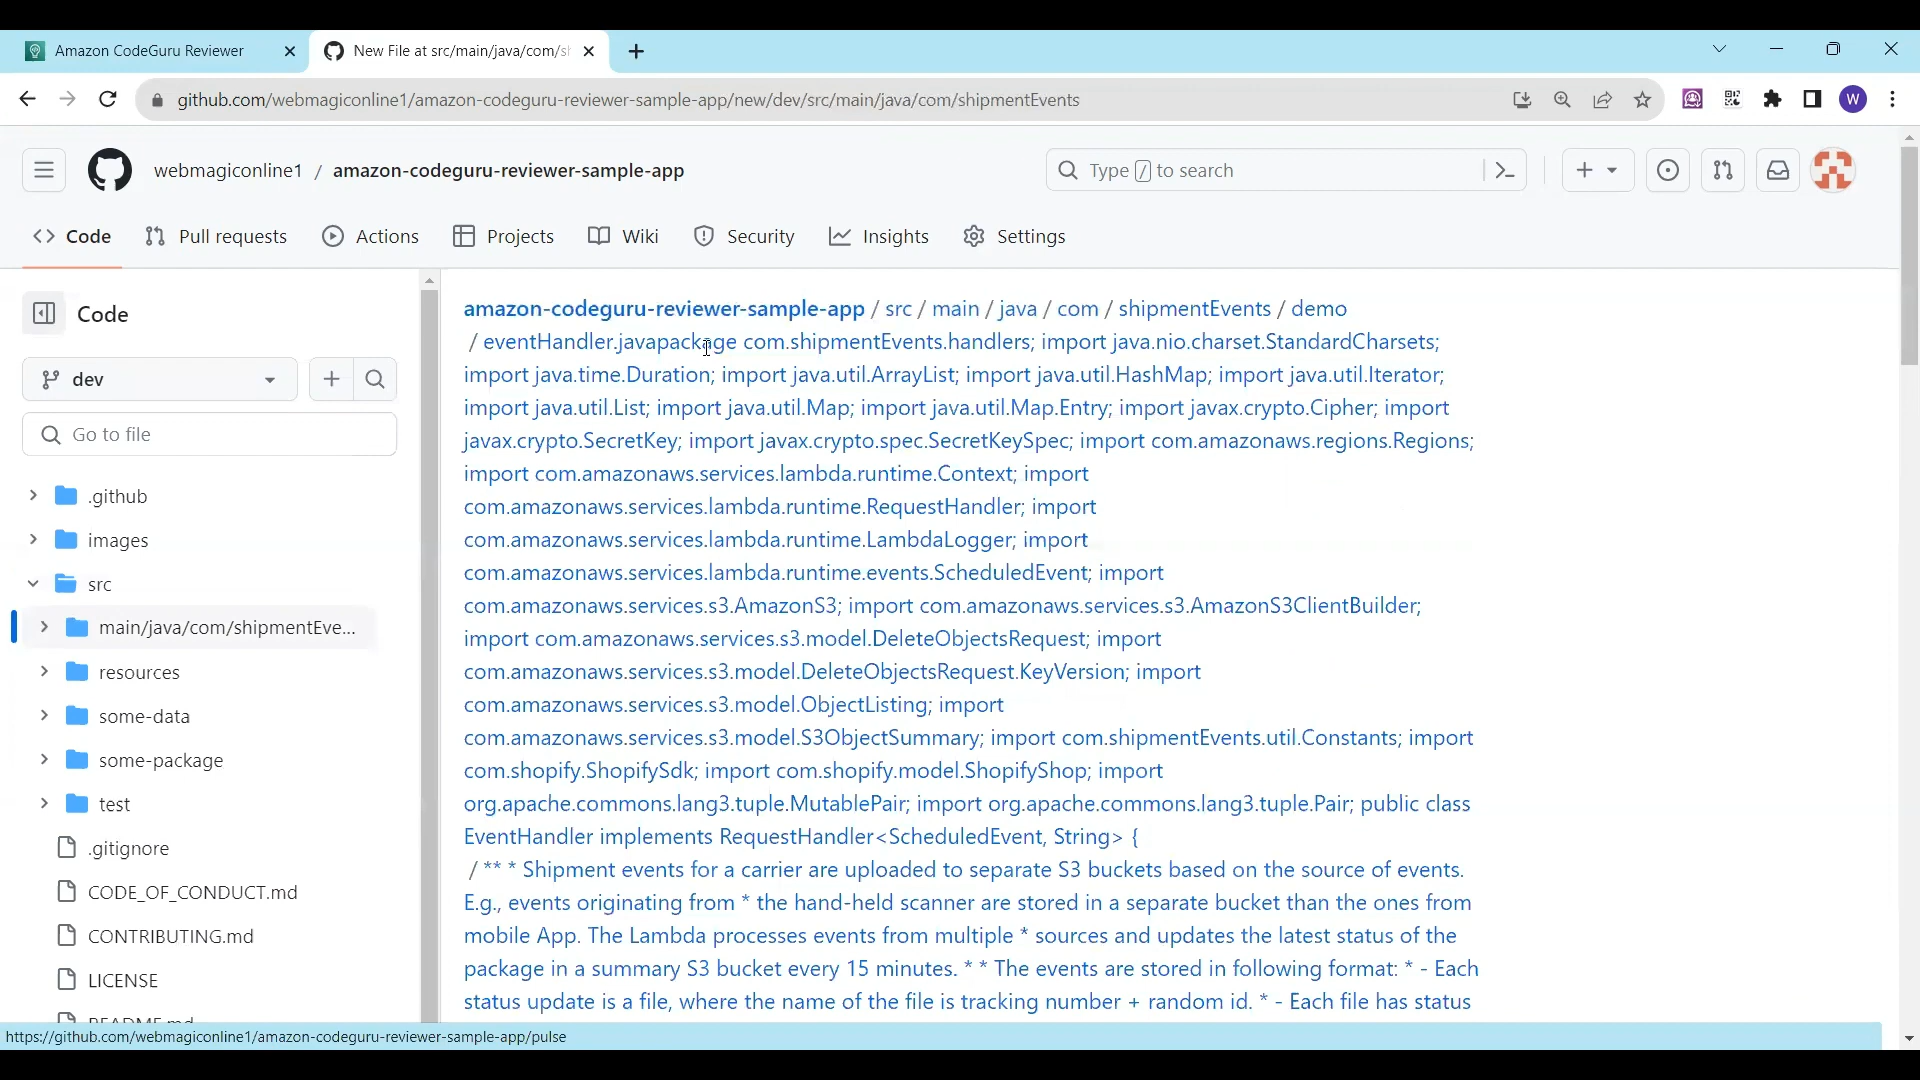 Amazon CodeGuru Reviewer
New File at src/main/java/com/sh
github.com/webmagiconline1/amazon-codeguru-reviewer-sample-app/new/dev/src/main/java/com/shipmentEvents
W
webmagiconline1 / amazon-codeguru-reviewer-sample-app
Type / to search
Code
Pull requests
Actions
Projects
Wiki
Security
Insights
Settings
Code
dev
Go to file
.github
images
src
main/java/com/shipmentEve...
resources
some-data
some-package
test
.gitignore
CODE_OF_CONDUCT.md
CONTRIBUTING.md
LICENSE
README.md
amazon-codeguru-reviewer-sample-app / src / main / java / com / shipmentEvents / demo
/ eventHandler.javapackage com.shipmentEvents.handlers; import java.nio.charset.StandardCharsets;
import java.time.Duration; import java.util.ArrayList; import java.util.HashMap; import java.util.Iterator;
import java.util.List; import java.util.Map; import java.util.Map.Entry; import javax.crypto.Cipher; import
javax.crypto.SecretKey; import javax.crypto.spec.SecretKeySpec; import com.amazonaws.regions.Regions;
import com.amazonaws.services.lambda.runtime.Context; import
com.amazonaws.services.lambda.runtime.RequestHandler; import
com.amazonaws.services.lambda.runtime.LambdaLogger; import
com.amazonaws.services.lambda.runtime.events.ScheduledEvent; import
com.amazonaws.services.s3.AmazonS3; import com.amazonaws.services.s3.AmazonS3ClientBuilder;
import com.amazonaws.services.s3.model.DeleteObjectsRequest; import
com.amazonaws.services.s3.model.DeleteObjectsRequest.KeyVersion; import
com.amazonaws.services.s3.model.ObjectListing; import
com.amazonaws.services.s3.model.S3ObjectSummary; import com.shipmentEvents.util.Constants; import
com.shopify.ShopifySdk; import com.shopify.model.ShopifyShop; import
org.apache.commons.lang3.tuple.MutablePair; import org.apache.commons.lang3.tuple.Pair; public class
EventHandler implements RequestHandler<ScheduledEvent, String> {
/ ** * Shipment events for a carrier are uploaded to separate S3 buckets based on the source of events.
E.g., events originating from * the hand-held scanner are stored in a separate bucket than the ones from
mobile App. The Lambda processes events from multiple * sources and updates the latest status of the
package in a summary S3 bucket every 15 minutes. * * The events are stored in following format: * - Each
status update is a file, where the name of the file is tracking number + random id. * - Each file has status
https://github.com/webmagiconline1/amazon-codeguru-reviewer-sample-app/pulse